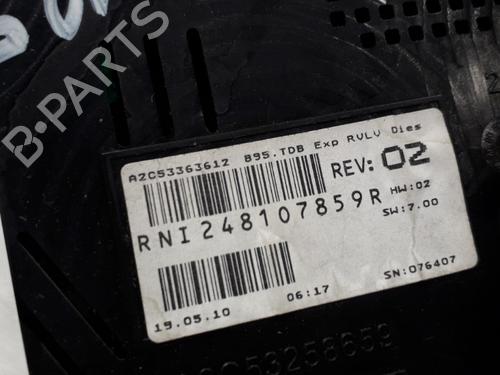 A2C53363612 B95.TDB Exp RVLV Dies
REV: 02
RNI248107859R
HW:02
SW:7.00
19.05.10 06:17
SN:076407
B-PARTS